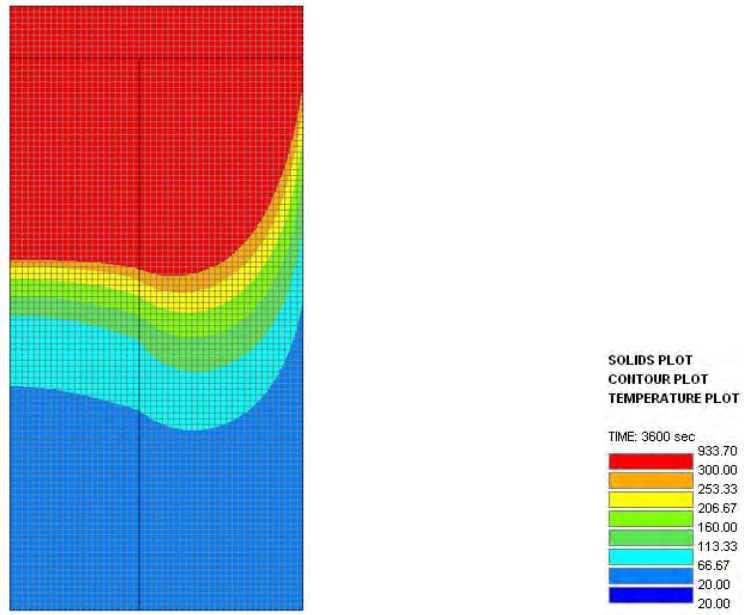 SOLIDS PLOT
CONTOUR PLOT
TEMPERATURE PLOT
TIME: 3600 sec
933.70
300.00
253.33
206.67
160.00
113.33
66.67
20.00
20.00